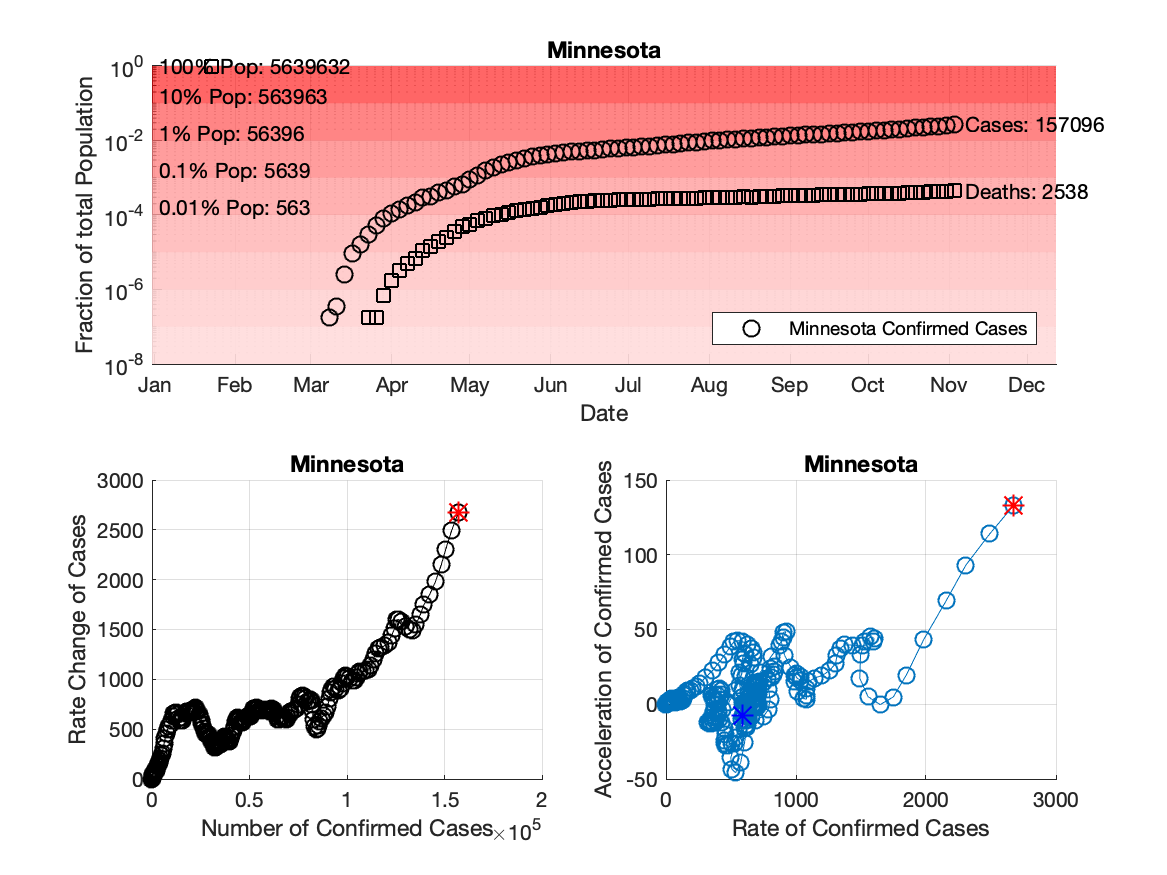 Minnesota
Fraction of total Population
10^0
10^-2
10^-4
10^-6
10^-8
100% Pop: 5639632
10% Pop: 563963
1% Pop: 56396
0.1% Pop: 5639
0.01% Pop: 563
Cases: 157096
Deaths: 2538
Minnesota Confirmed Cases
Jan Feb Mar Apr May Jun Jul Aug Sep Oct Nov Dec
Date
Minnesota
Rate Change of Cases
3000
2500
2000
1500
1000
500
0
0 0.5 1 1.5 2
Number of Confirmed Cases ×10^5
Minnesota
Acceleration of Confirmed Cases
150
100
50
0
-50
0 1000 2000 3000
Rate of Confirmed Cases